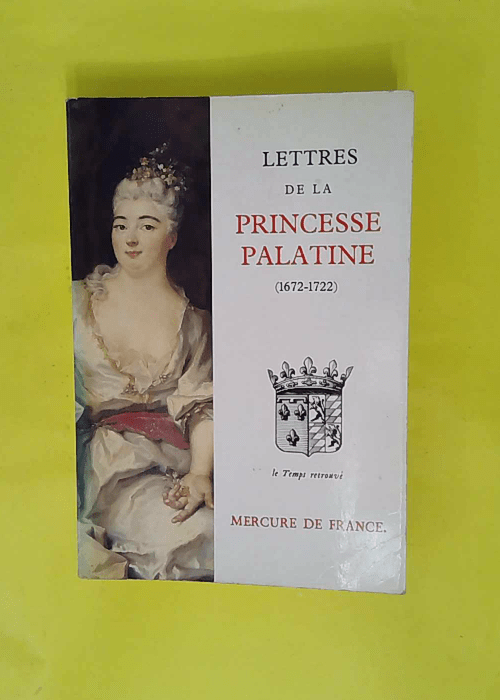 LETTRES
DE LA
PRINCESSE
PALATINE
(1672-1722)
le Temps retrouvé
MERCURE DE FRANCE.